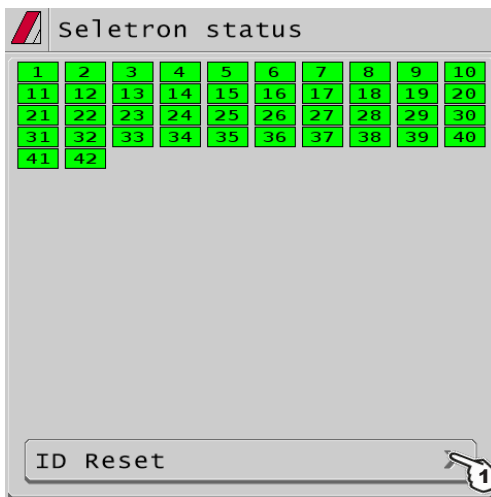 Seletron status
1 2 3 4 5 6 7 8 9 10
11 12 13 14 15 16 17 18 19 20
21 22 23 24 25 26 27 28 29 30
31 32 33 34 35 36 37 38 39 40
41 42
ID Reset
1